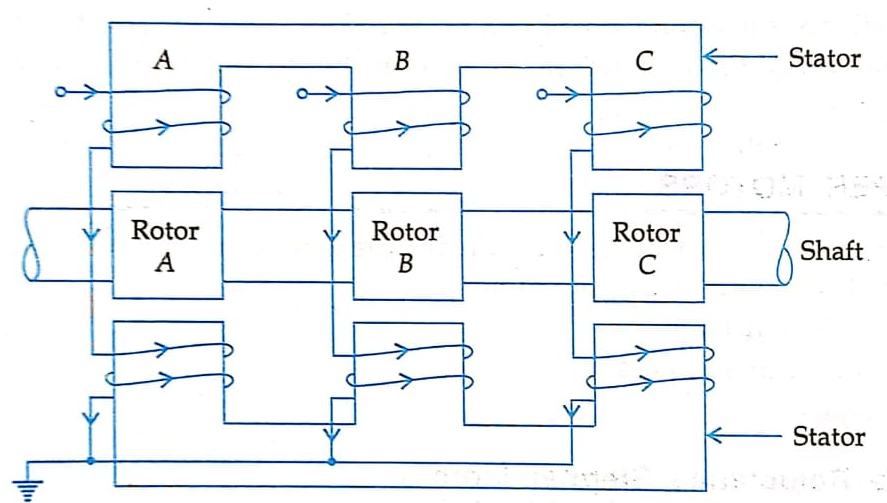 A B C Stator
Rotor A
Rotor B
Rotor C
Shaft
Stator